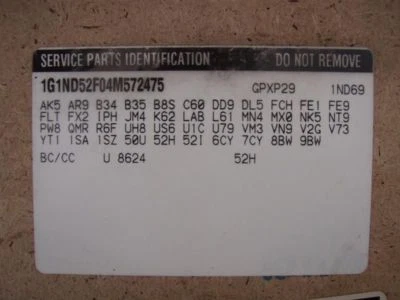 SERVICE PARTS IDENTIFICATION DO NOT REMOVE
1G1ND52F04M572475 GPXP29 1ND69
AK5 AR9 B34 B35 B8S C60 DD9 DL5 FCH FE1 FE9
FLT FX2 IPH JM4 K62 LAB L61 MN4 MX0 NK5 NT9
PW8 QMR R6F UH8 US6 U1C U79 VM3 VN9 V2G V73
YT1 1SA 1SZ 50U 52H 52I 6CY 7CY 8BW 9BW
BC/CC U 8624 52H